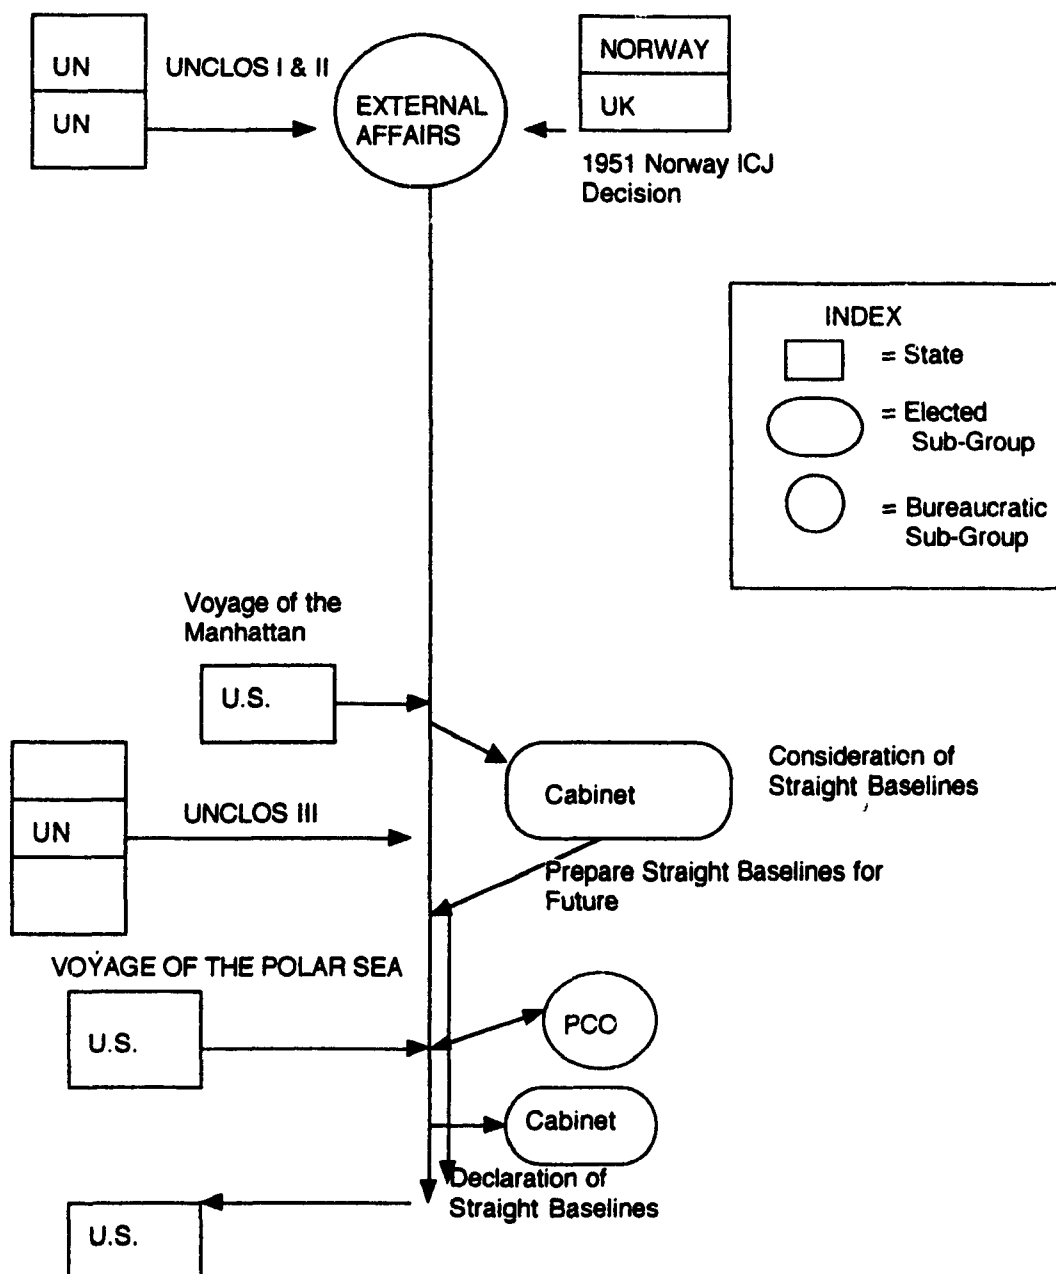 UN
UNCLOS I & II
UN
EXTERNAL
AFFAIRS
NORWAY
UK
1951 Norway ICJ
Decision
INDEX
= State
= Elected
Sub-Group
= Bureaucratic
Sub-Group
Voyage of the
Manhattan
U.S.
Cabinet
Consideration of
Straight Baselines
UN
UNCLOS III
Prepare Straight Baselines for
Future
VOYAGE OF THE POLAR SEA
U.S.
PCO
Cabinet
Declaration of
Straight Baselines
U.S.